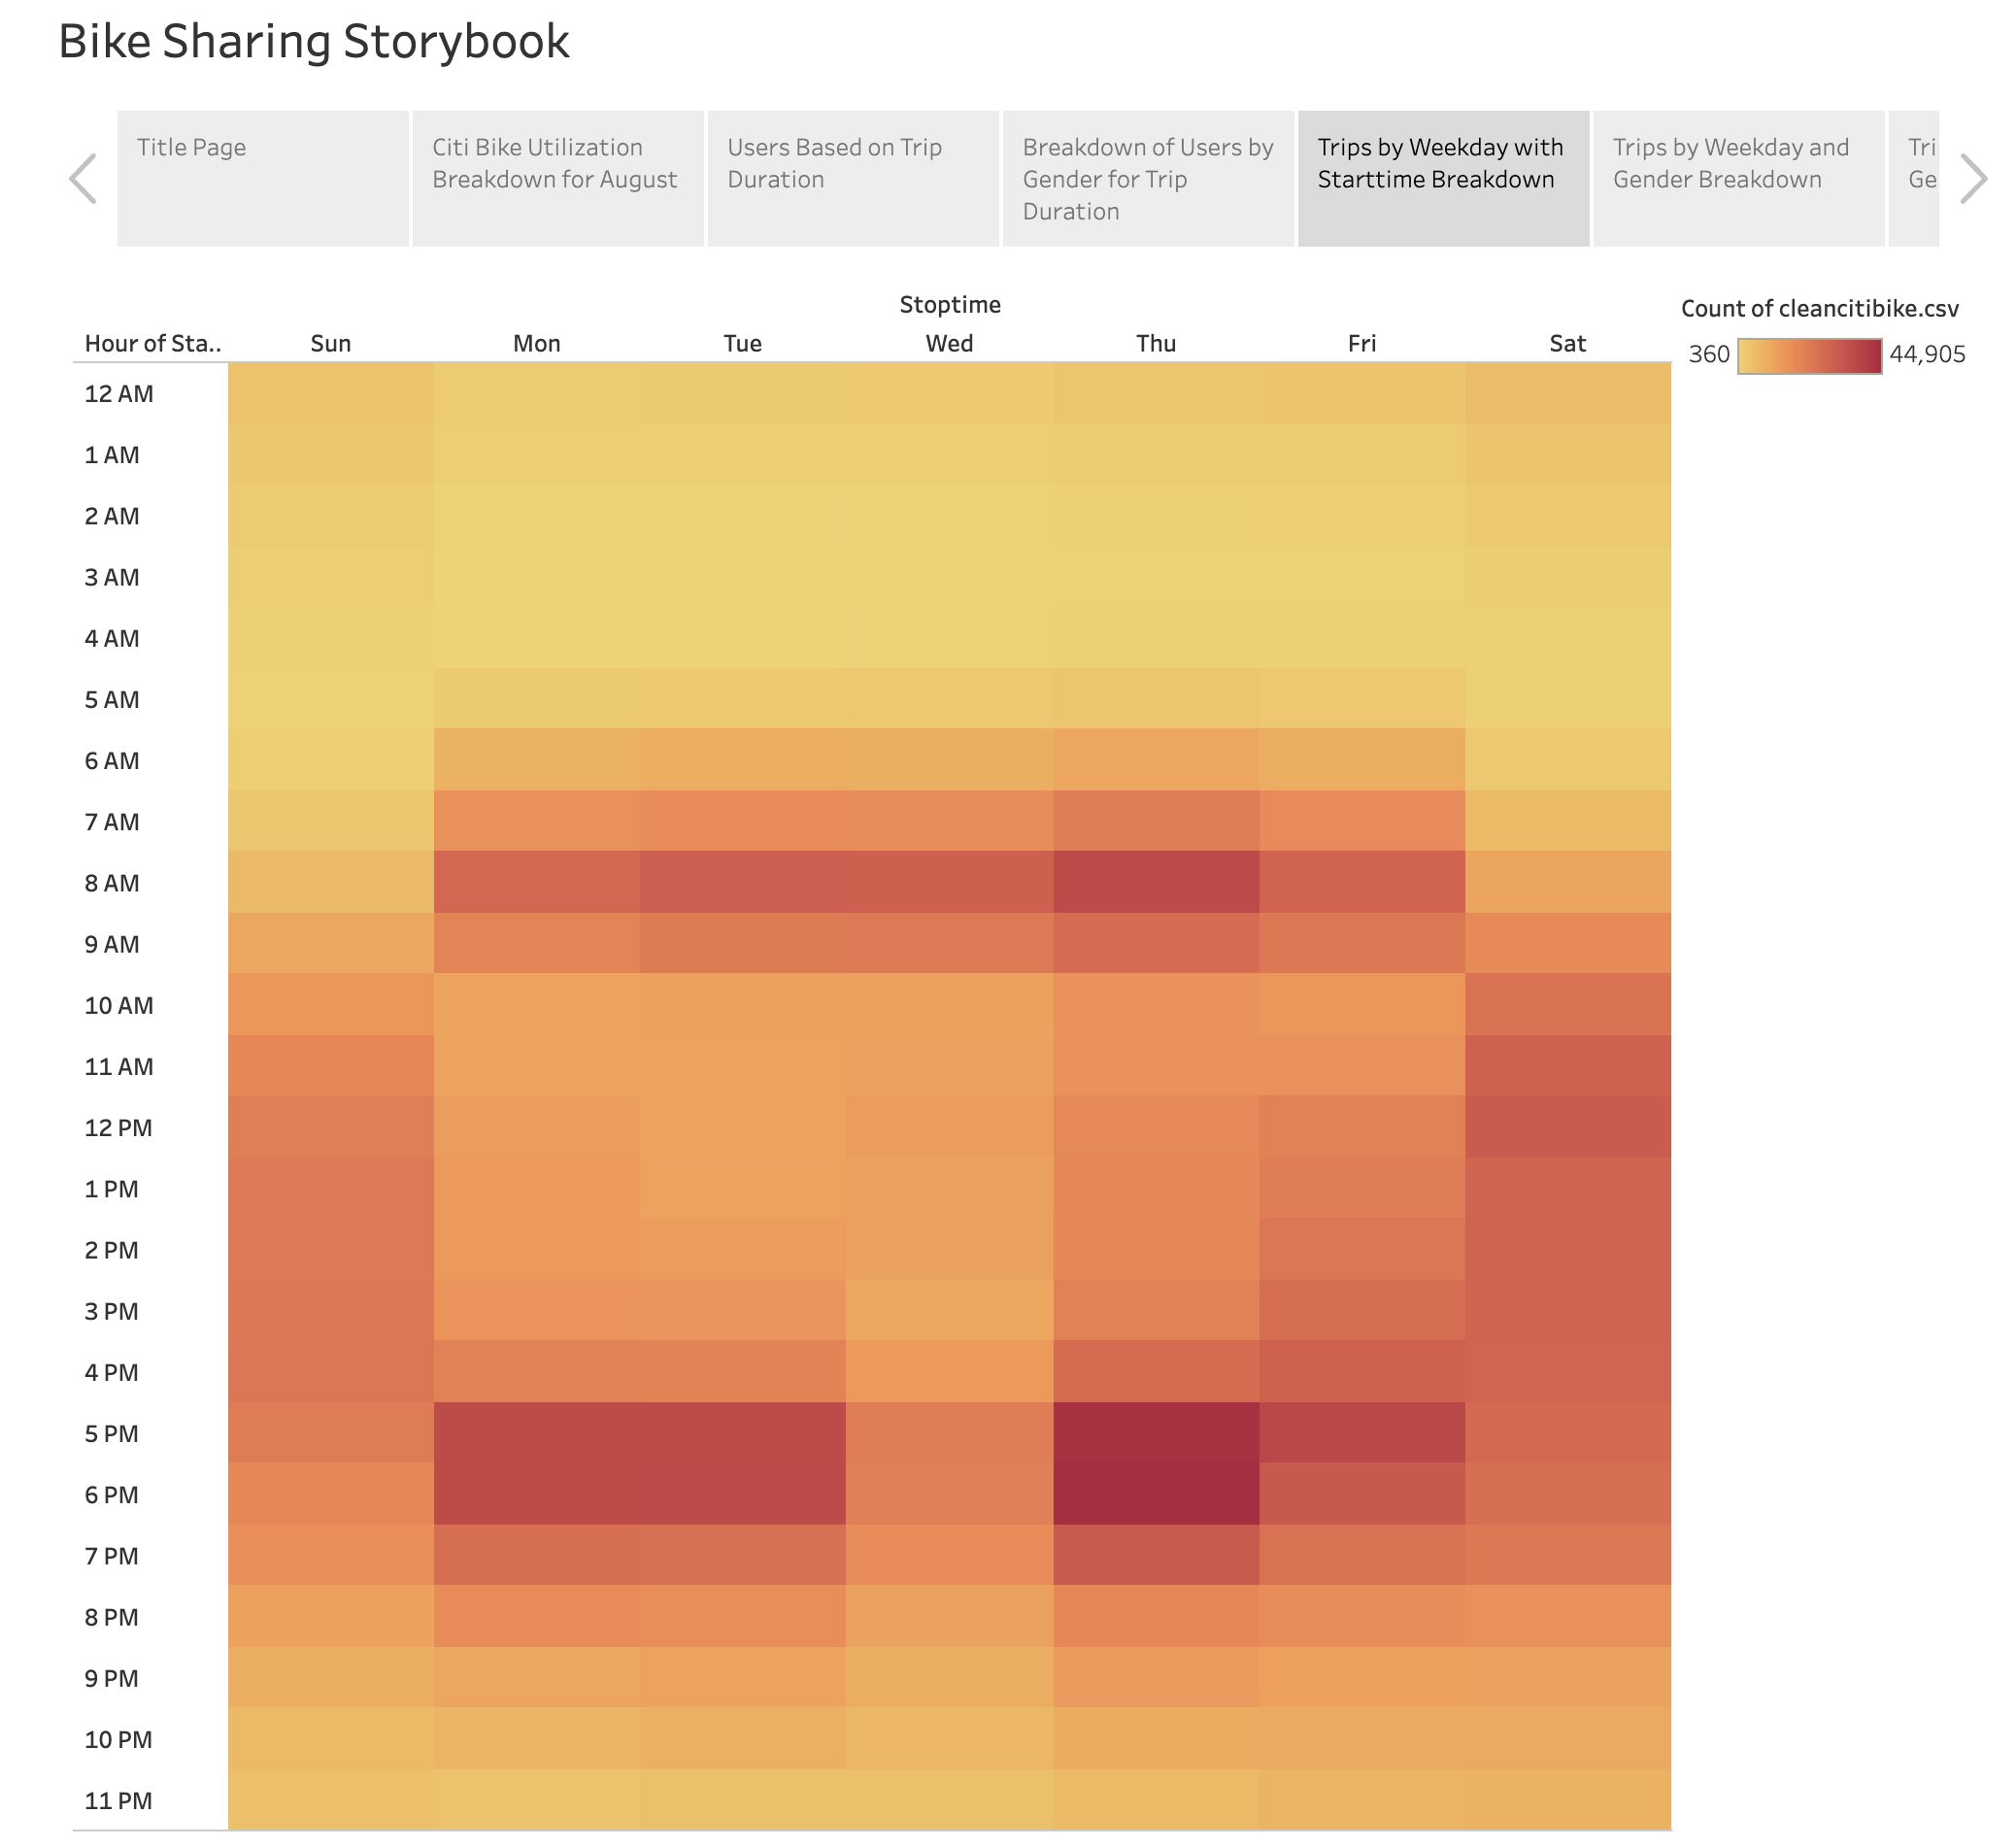 Bike Sharing Storybook
Title Page
Citi Bike Utilization
Breakdown for August
Users Based on Trip
Duration
Breakdown of Users by
Gender for Trip
Duration
Trips by Weekday with
Starttime Breakdown
Trips by Weekday and
Gender Breakdown
Tri
Ge
Stoptime
Hour of Sta.. Sun Mon Tue Wed Thu Fri Sat
Count of cleancitibike.csv
360 44,905
12 AM
1 AM
2 AM
3 AM
4 AM
5 AM
6 AM
7 AM
8 AM
9 AM
10 AM
11 AM
12 PM
1 PM
2 PM
3 PM
4 PM
5 PM
6 PM
7 PM
8 PM
9 PM
10 PM
11 PM